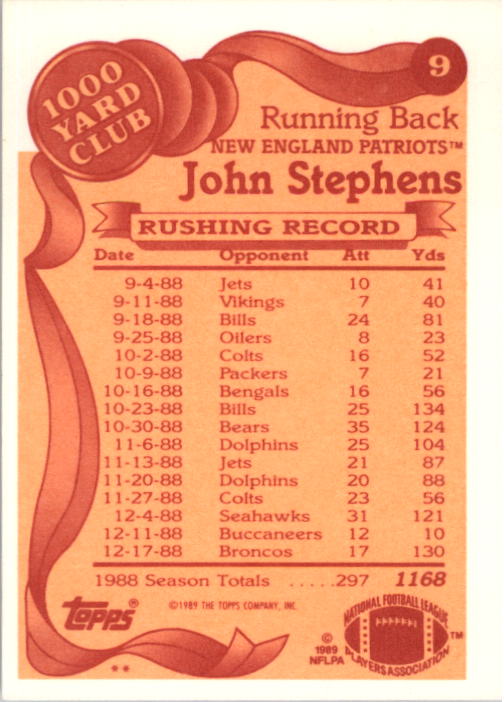 9
1000
YARD
CLUB
Running Back
NEW ENGLAND PATRIOTS™
John Stephens
RUSHING RECORD
Date Opponent Att Yds
9-4-88 Jets 10 41
9-11-88 Vikings 7 40
9-18-88 Bills 24 81
9-25-88 Oilers 8 23
10-2-88 Colts 16 52
10-9-88 Packers 7 21
10-16-88 Bengals 16 56
10-23-88 Bills 25 134
10-30-88 Bears 35 124
11-6-88 Dolphins 25 104
11-13-88 Jets 21 87
11-20-88 Dolphins 20 88
11-27-88 Colts 23 56
12-4-88 Seahawks 31 121
12-11-88 Buccaneers 12 10
12-17-88 Broncos 17 130
1988 Season Totals .....297 1168
topps®
©1989 THE TOPPS COMPANY, INC.
©
1989
NFLPA
NATIONAL FOOTBALL LEAGUE
PLAYERS ASSOCIATION™
**